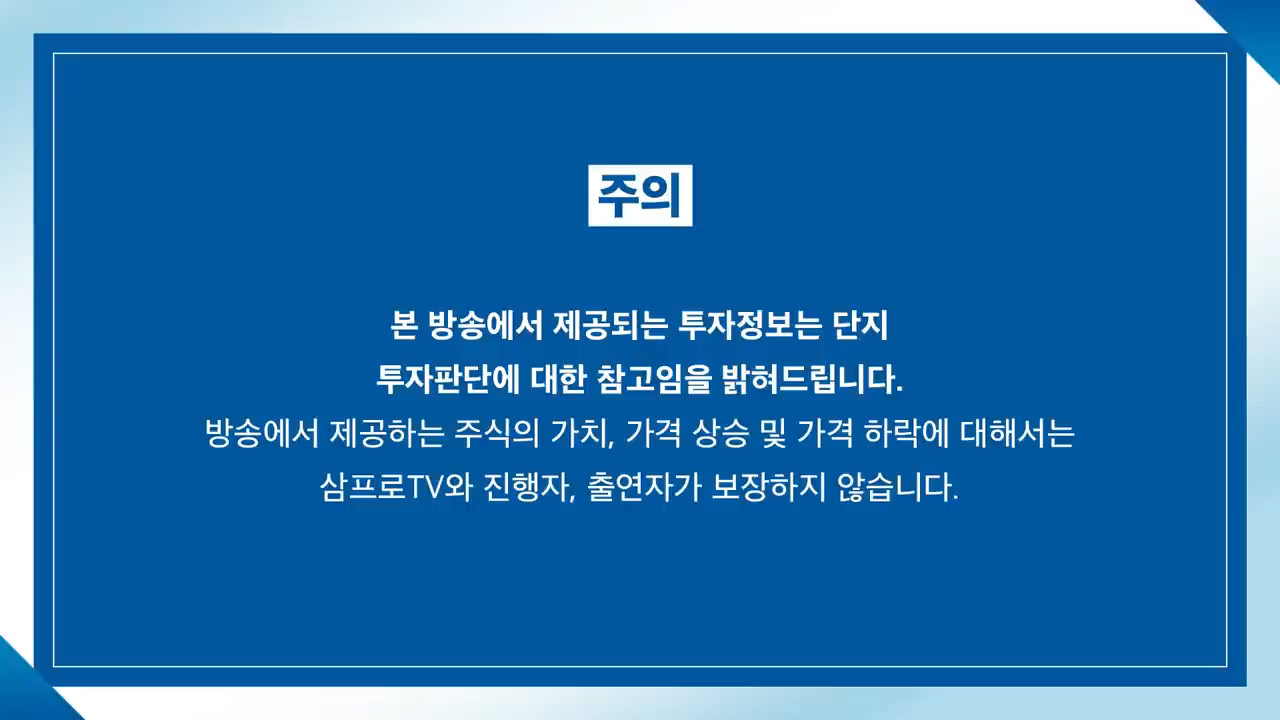 주의
본 방송에서 제공되는 투자정보는 단지
투자판단에 대한 참고임을 밝혀드립니다.
방송에서 제공하는 주식의 가치, 가격 상승 및 가격 하락에 대해서는
삼프로TV와 진행자, 출연자가 보장하지 않습니다.